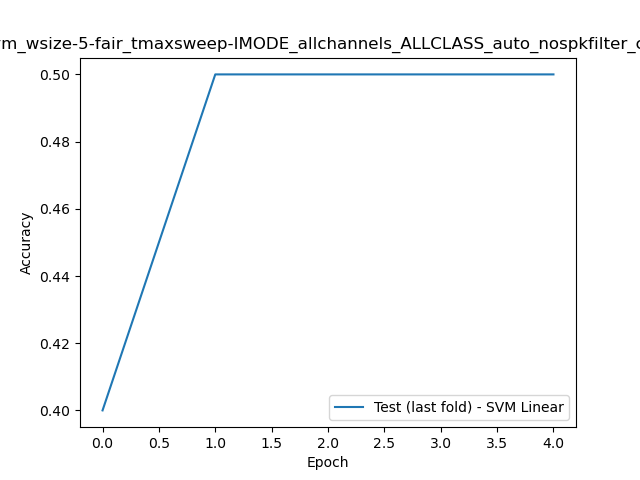 m_wsize-5-fair_tmaxsweep-IMODE_allchannels_ALLCLASS_auto_nospkfilter_c
0.50
0.48
0.46
0.44
0.42
0.40
Accuracy
Test (last fold) - SVM Linear
0.0 0.5 1.0 1.5 2.0 2.5 3.0 3.5 4.0
Epoch